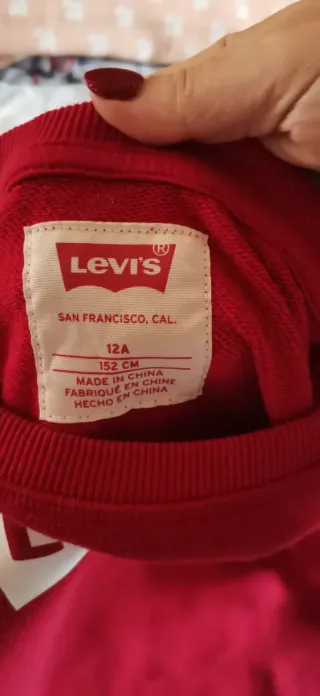 LEVI'S ®
SAN FRANCISCO, CAL.
12A
152 CM
MADE IN CHINA
FABRIQUÉ EN CHINE
HECHO EN CHINA